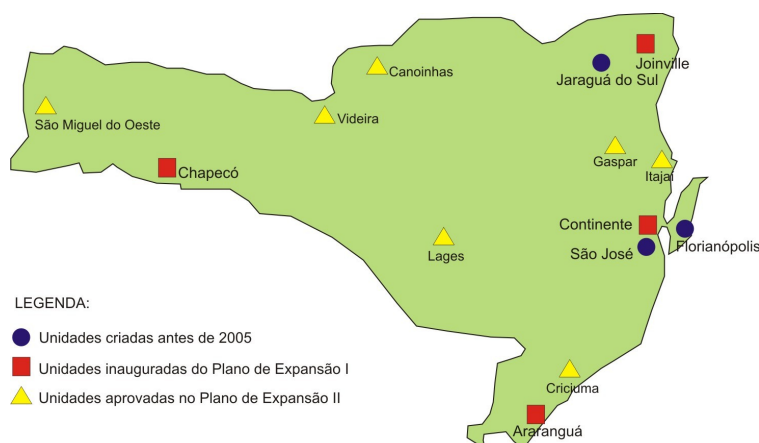 Joinville
Jaraguá do Sul
Canoinhas
São Miguel do Oeste
Videira
Gaspar
Itajaí
Chapecó
Continente
Florianópolis
São José
Lages
LEGENDA:
Unidades criadas antes de 2005
Unidades inauguradas do Plano de Expansão I
Unidades aprovadas no Plano de Expansão II
Criciuma
Araranguá